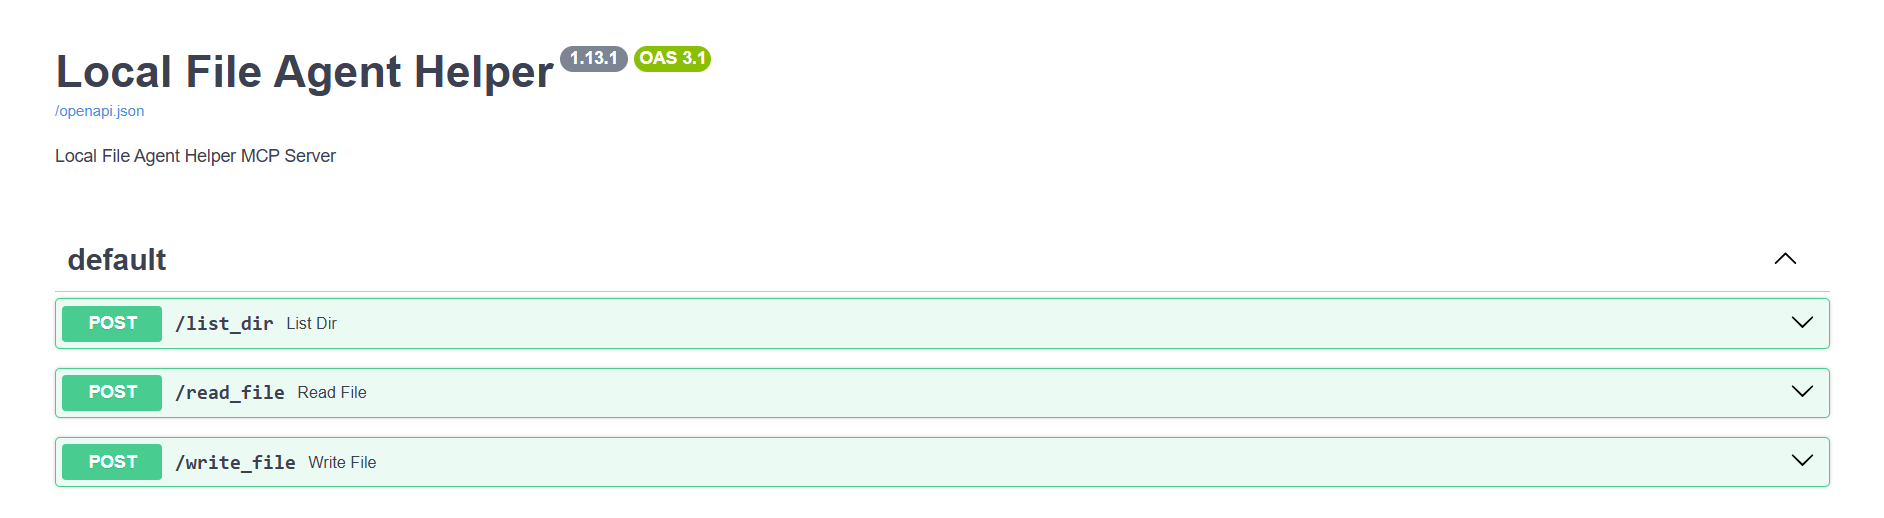 Local File Agent Helper 1.13.1 OAS 3.1
/openapi.json
Local File Agent Helper MCP Server
default
POST /list_dir List Dir
POST /read_file Read File
POST /write_file Write File